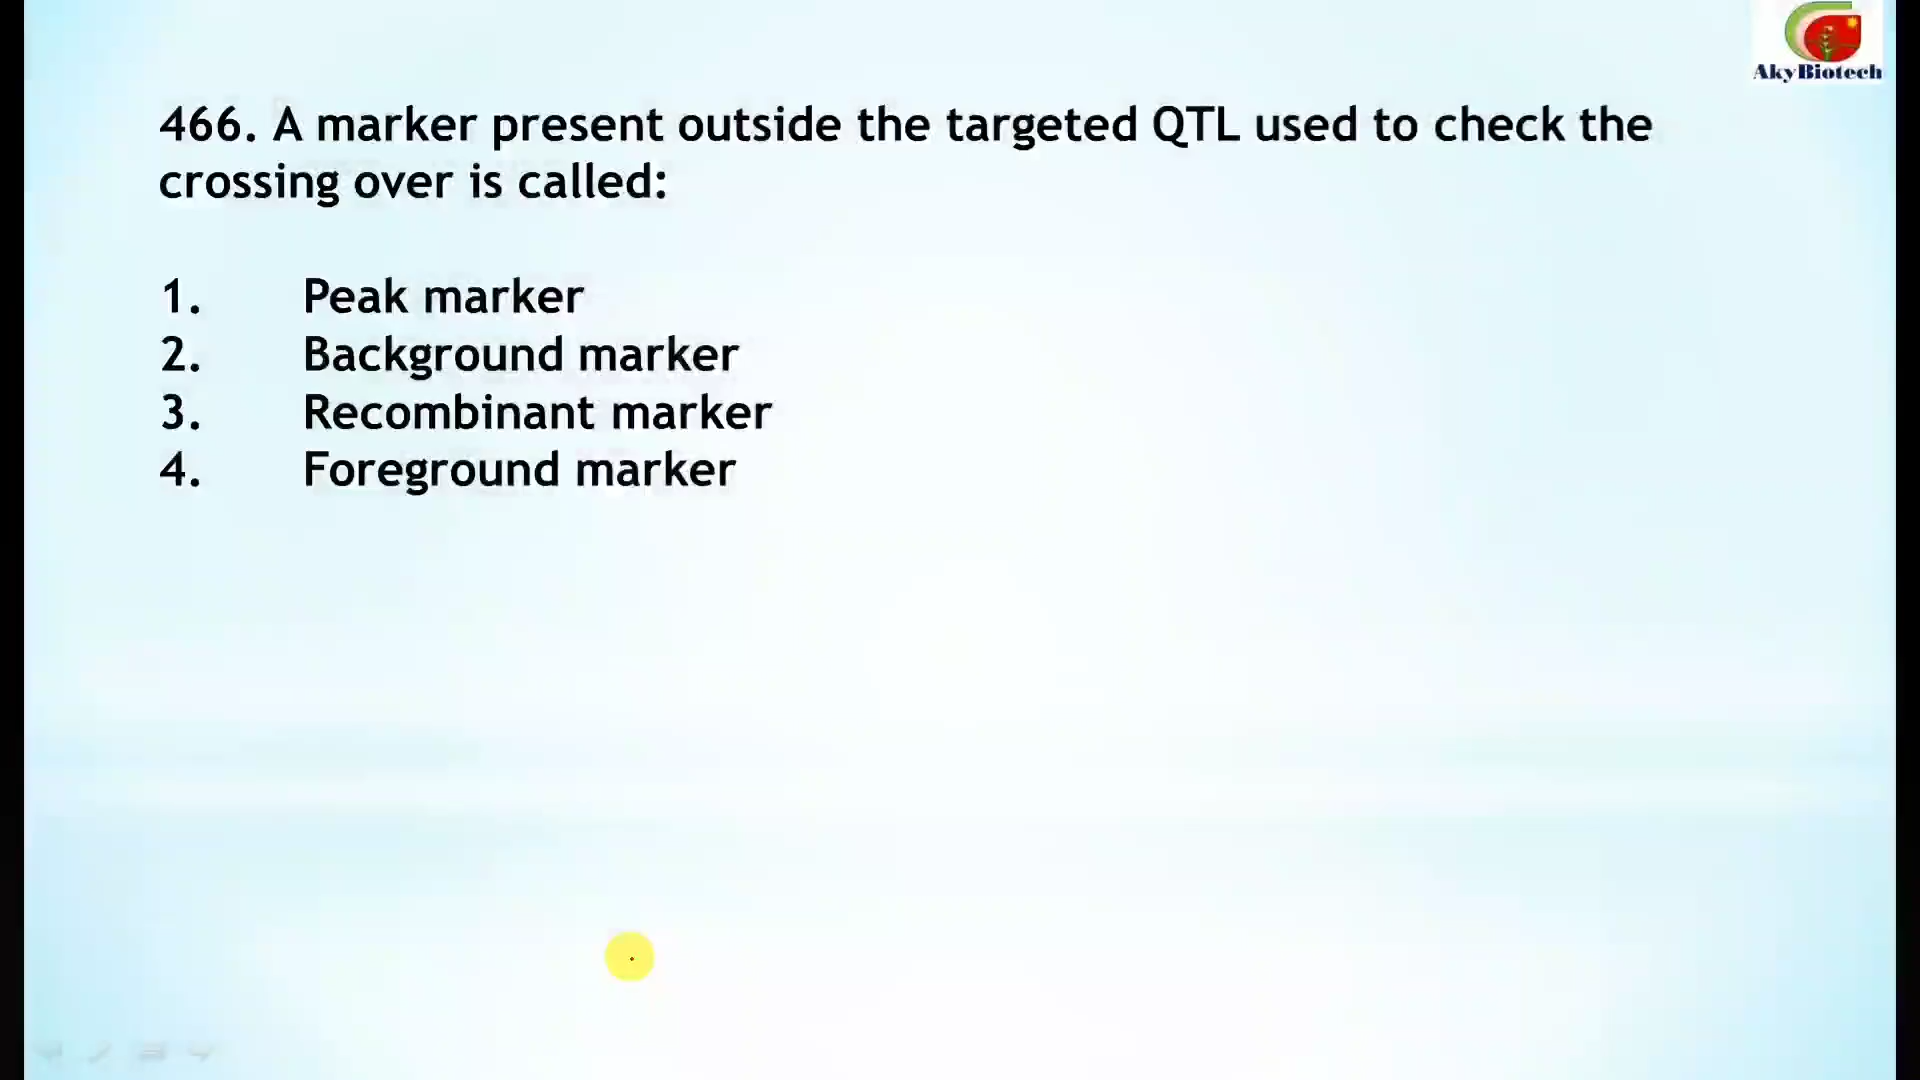 AkyBiotech
466. A marker present outside the targeted QTL used to check the
crossing over is called:
1. Peak marker
2. Background marker
3. Recombinant marker
4. Foreground marker